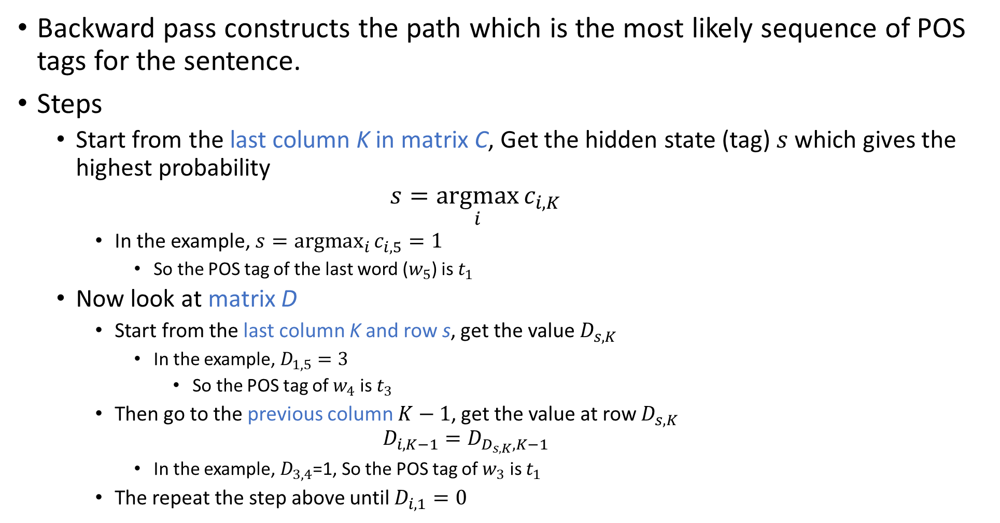 • Backward pass constructs the path which is the most likely sequence of POS
tags for the sentence.
• Steps
• Start from the last column K in matrix C, Get the hidden state (tag) s which gives the
highest probability
s = argmax c_{i,K}
i
• In the example, s = argmax_i c_{i,5} = 1
• So the POS tag of the last word (w_5) is t_1
• Now look at matrix D
• Start from the last column K and row s, get the value D_{s,K}
• In the example, D_{1,5} = 3
• So the POS tag of w_4 is t_3
• Then go to the previous column K − 1, get the value at row D_{s,K}
D_{i,K−1} = D_{D_{s,K},K−1}
• In the example, D_{3,4}=1, So the POS tag of w_3 is t_1
• The repeat the step above until D_{i,1} = 0